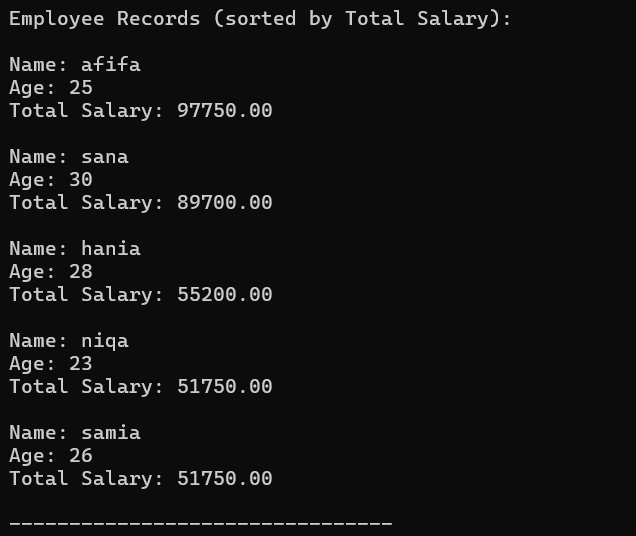 Employee Records (sorted by Total Salary):
Name: afifa
Age: 25
Total Salary: 97750.00
Name: sana
Age: 30
Total Salary: 89700.00
Name: hania
Age: 28
Total Salary: 55200.00
Name: niqa
Age: 23
Total Salary: 51750.00
Name: samia
Age: 26
Total Salary: 51750.00
--------------------------------